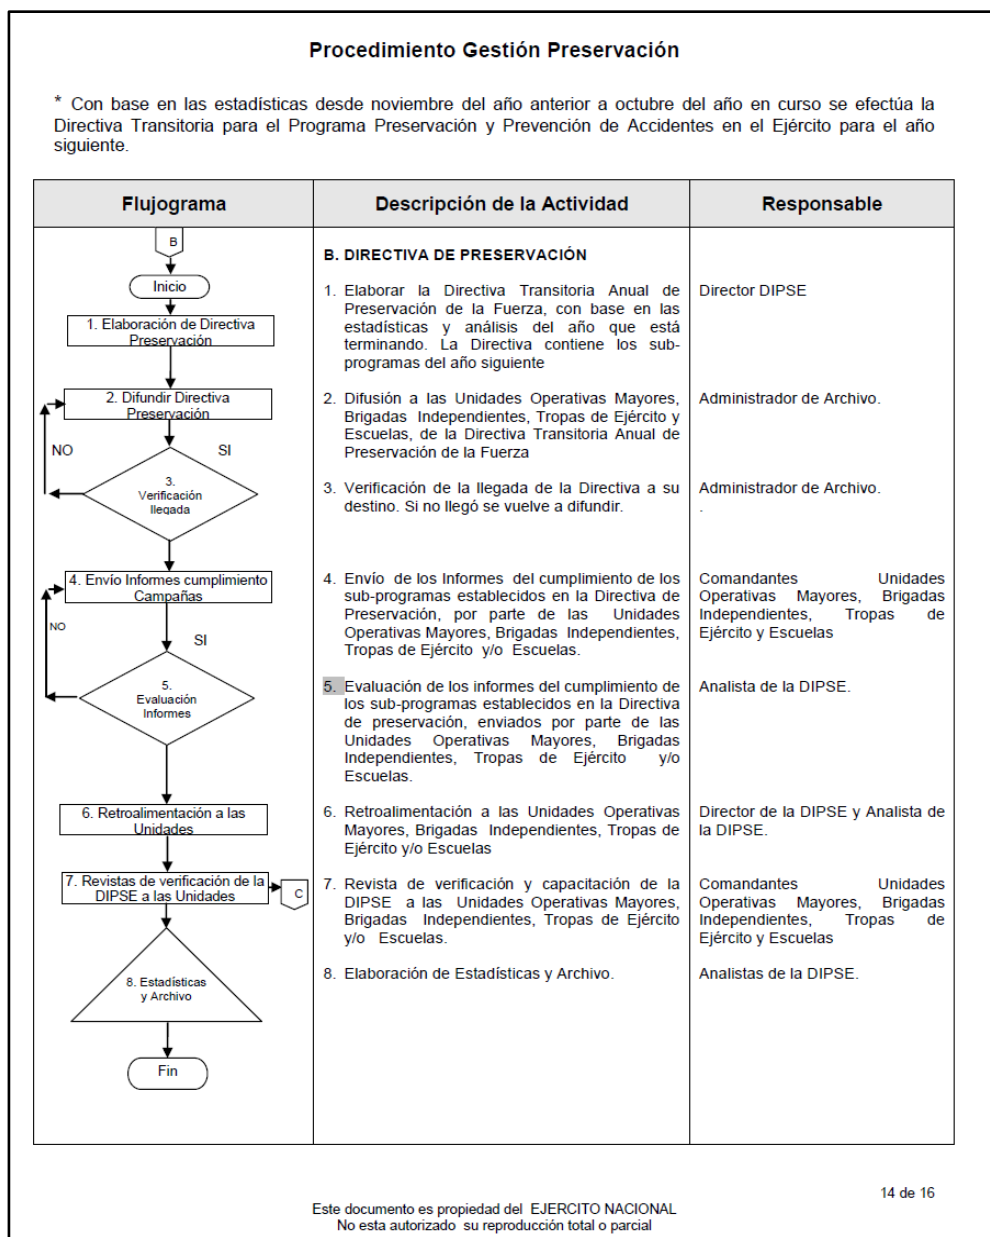 Procedimiento Gestión Preservación
* Con base en las estadísticas desde noviembre del año anterior a octubre del año en curso se efectúa la
Directiva Transitoria para el Programa Preservación y Prevención de Accidentes en el Ejército para el año
siguiente.
Flujograma
Descripción de la Actividad
Responsable
B
Inicio
1. Elaboración de Directiva
Preservación
2. Difundir Directiva
Preservación
NO
SI
3.
Verificación
llegada
4. Envío Informes cumplimiento
Campañas
NO
SI
5.
Evaluación
Informes
6. Retroalimentación a las
Unidades
7. Revistas de verificación de la
DIPSE a las Unidades
C
8. Estadísticas
y Archivo
Fin
B. DIRECTIVA DE PRESERVACIÓN
1. Elaborar la Directiva Transitoria Anual de
Preservación de la Fuerza, con base en las
estadísticas y análisis del año que está
terminando. La Directiva contiene los sub-
programas del año siguiente
Director DIPSE
2. Difusión a las Unidades Operativas Mayores,
Brigadas Independientes, Tropas de Ejército y
Escuelas, de la Directiva Transitoria Anual de
Preservación de la Fuerza
Administrador de Archivo.
3. Verificación de la llegada de la Directiva a su
destino. Si no llegó se vuelve a difundir.
Administrador de Archivo.
.
4. Envío de los Informes del cumplimiento de los
sub-programas establecidos en la Directiva de
Preservación, por parte de las Unidades
Operativas Mayores, Brigadas Independientes,
Tropas de Ejército y/o Escuelas.
Comandantes Unidades
Operativas Mayores, Brigadas
Independientes, Tropas de
Ejército y Escuelas
5. Evaluación de los informes del cumplimiento de
los sub-programas establecidos en la Directiva
de preservación, enviados por parte de las
Unidades Operativas Mayores, Brigadas
Independientes, Tropas de Ejército y/o
Escuelas.
Analista de la DIPSE.
6. Retroalimentación a las Unidades Operativas
Mayores, Brigadas Independientes, Tropas de
Ejército y/o Escuelas
Director de la DIPSE y Analista de
la DIPSE.
7. Revista de verificación y capacitación de la
DIPSE a las Unidades Operativas Mayores,
Brigadas Independientes, Tropas de Ejército
y/o Escuelas.
Comandantes Unidades
Operativas Mayores, Brigadas
Independientes, Tropas de
Ejército y Escuelas
8. Elaboración de Estadísticas y Archivo.
Analistas de la DIPSE.
14 de 16
Este documento es propiedad del EJERCITO NACIONAL
No esta autorizado su reproducción total o parcial